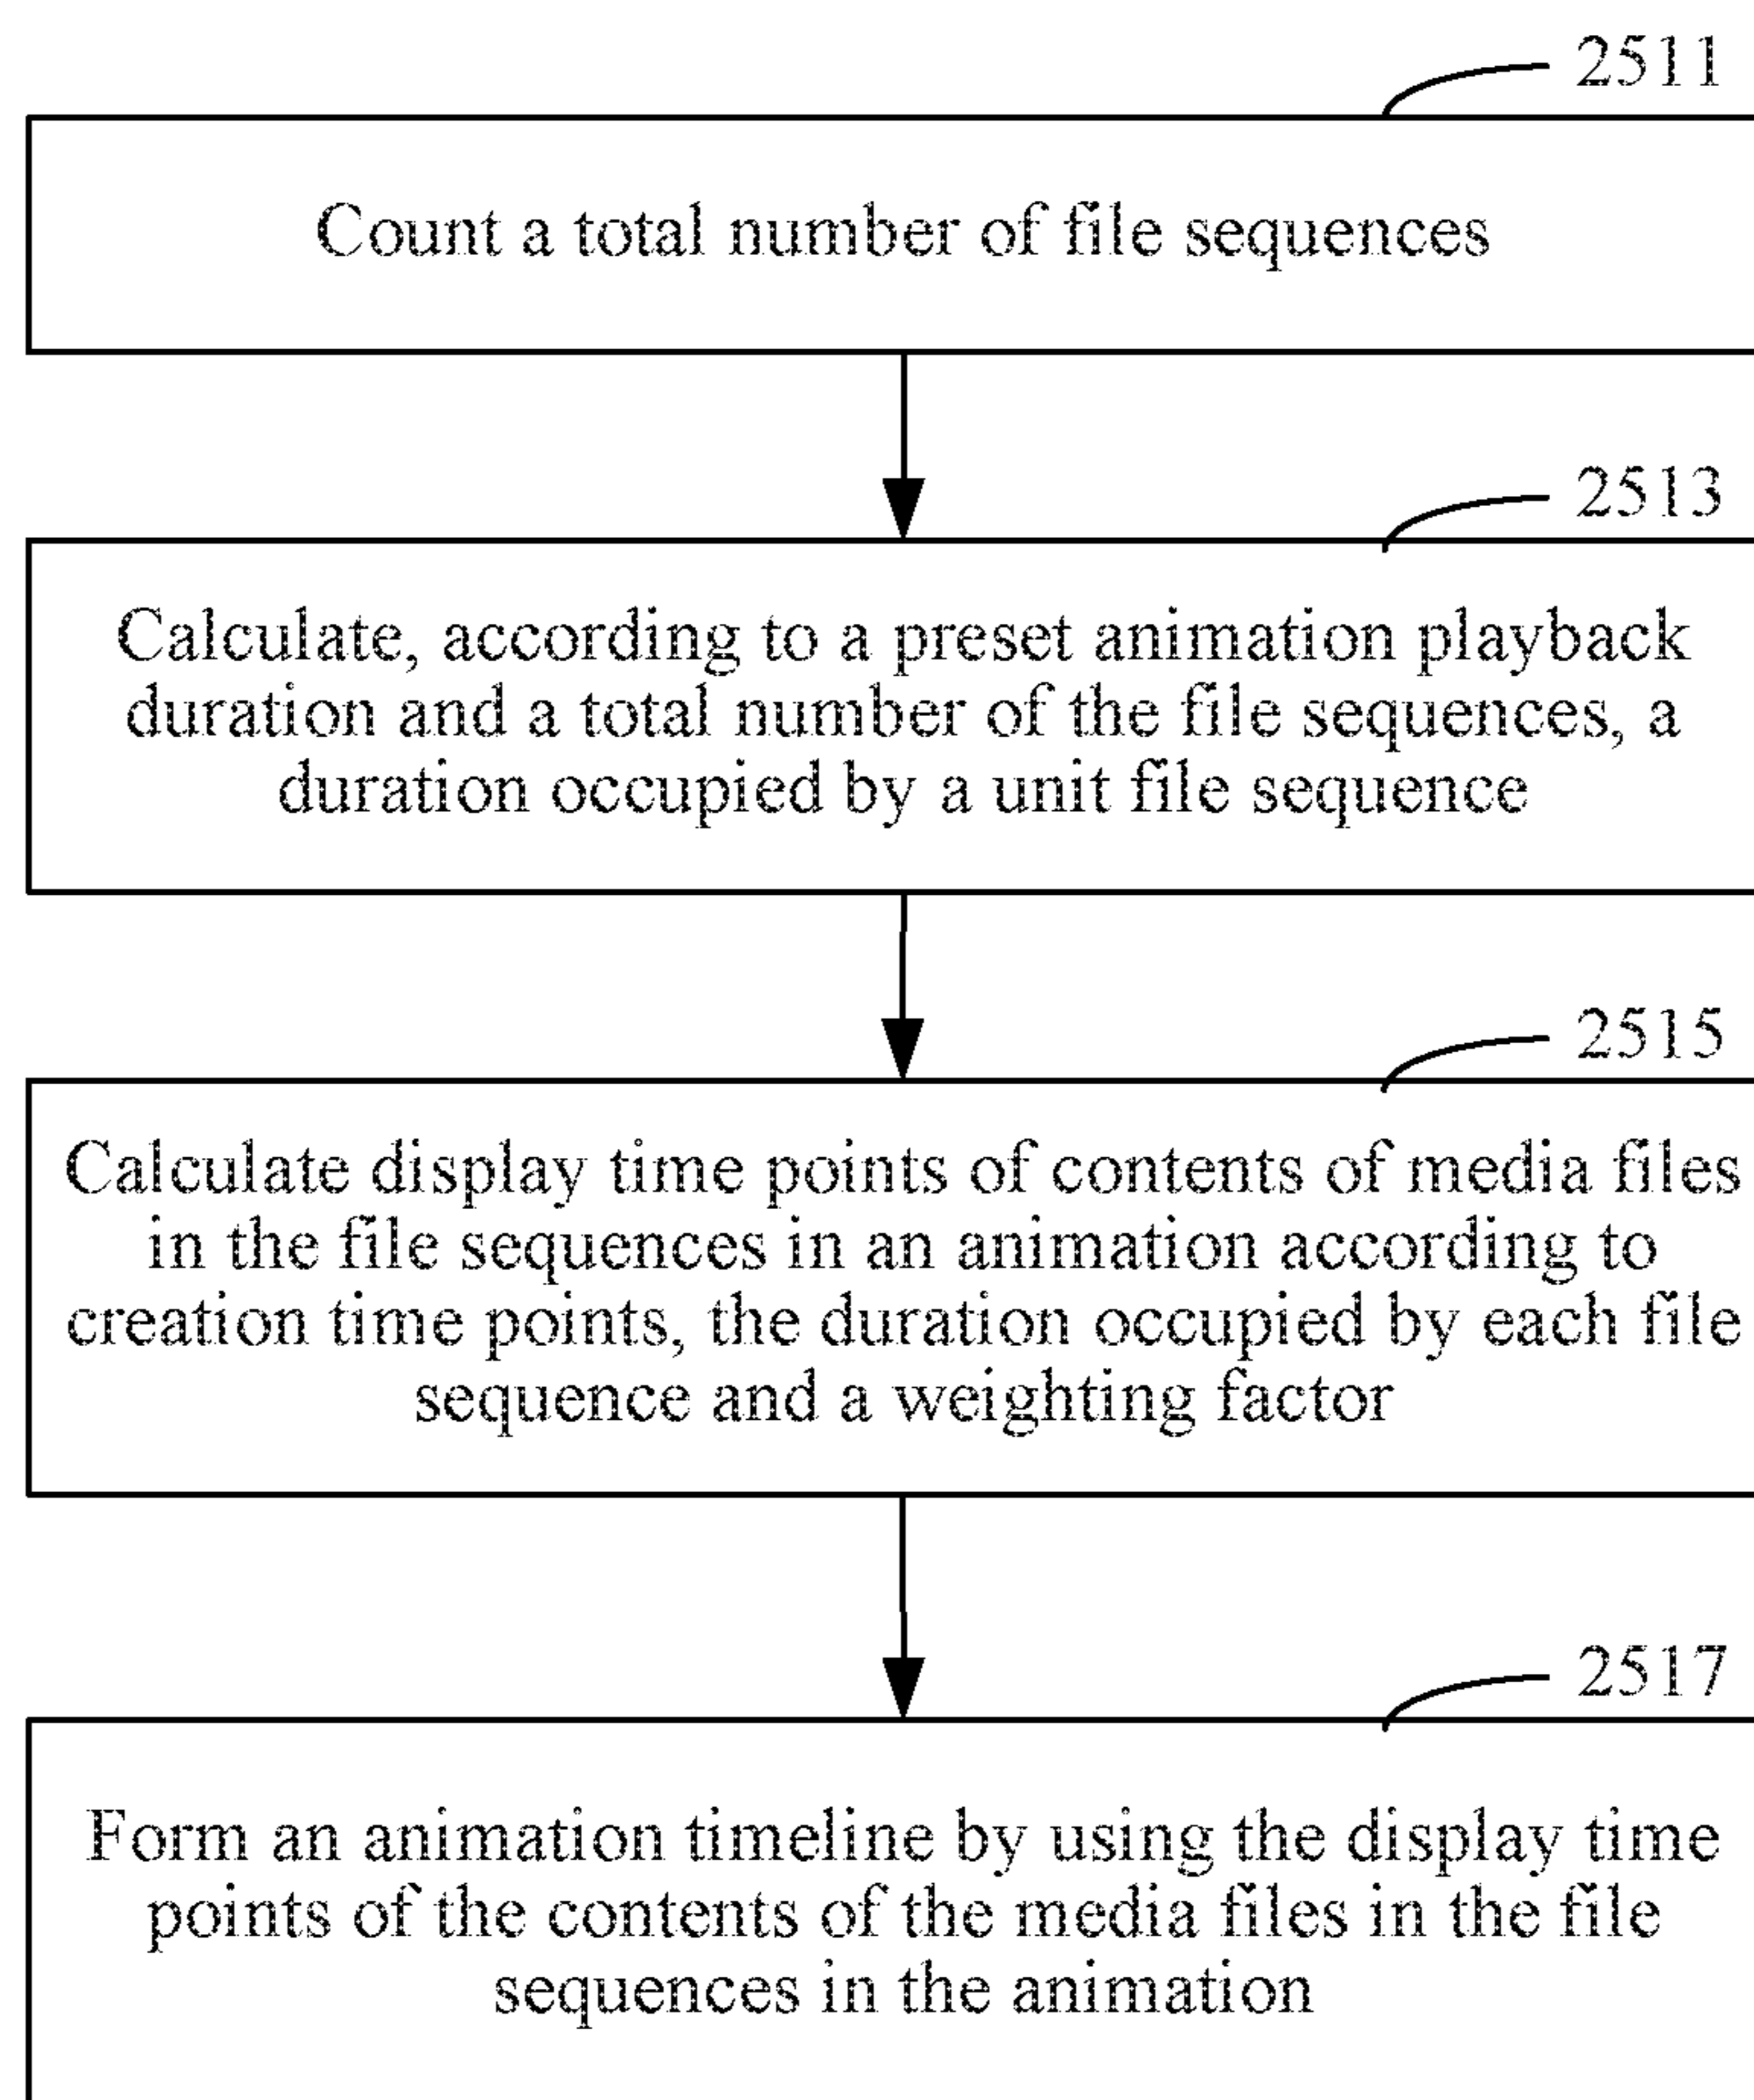 2511
Count a total number of file sequences
2513
Calculate, according to a preset animation playback
duration and a total number of the file sequences, a
duration occupied by a unit file sequence
2515
Calculate display time points of contents of media files
in the file sequences in an animation according to
creation time points, the duration occupied by each file
sequence and a weighting factor
2517
Form an animation timeline by using the display time
points of the contents of the media files in the file
sequences in the animation